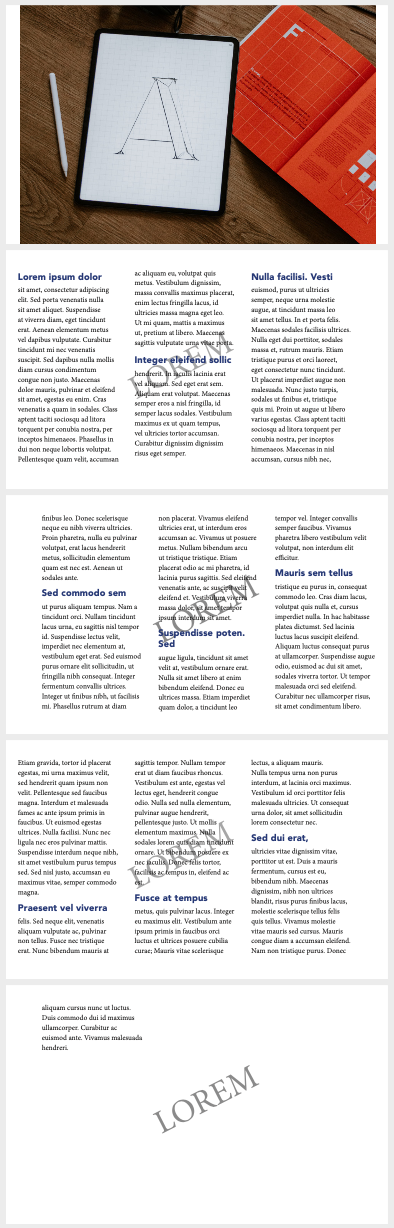 A
F
Lorem ipsum dolor
sit amet, consectetur adipiscing
elit. Sed porta venenatis nulla
sit amet aliquet. Suspendisse
at viverra diam, eget tincidunt
erat. Aenean elementum metus
vel dapibus vulputate. Curabitur
tincidunt mi nec venenatis
suscipit. Sed dapibus nulla mollis
diam cursus condimentum
congue non justo. Maecenas
dolor mauris, pulvinar et eleifend
sit amet, egestas eu enim. Cras
venenatis a quam in sodales. Class
aptent taciti sociosqu ad litora
torquent per conubia nostra, per
inceptos himenaeos. Phasellus in
dui non neque lobortis volutpat.
Pellentesque quam velit, accumsan
ac aliquam eu, volutpat quis
metus. Vestibulum dignissim,
massa convallis maximus placerat,
enim lectus fringilla lacus, id
ultricies massa magna eget leo.
Ut mi quam, mattis a maximus
ut, pretium at libero. Maecenas
sagittis vulputate urna vitae porta.
Integer eleifend sollic
hendrerit. In iaculis lacinia erat
vel aliquam. Sed eget erat sem.
Aliquam erat volutpat. Maecenas
semper eros a nisl fringilla, id
semper lacus sodales. Vestibulum
maximus ex ut quam tempus,
vel ultricies tortor accumsan.
Curabitur dignissim dignissim
risus eget semper.
LOREM
Nulla facilisi. Vesti
euismod, purus ut ultricies
semper, neque urna molestie
augue, at tincidunt massa leo
sit amet tellus. In et porta felis.
Maecenas sodales facilisis ultrices.
Nulla eget dui porttitor, sodales
massa et, rutrum mauris. Etiam
tristique purus et orci laoreet,
eget consectetur nunc tincidunt.
Ut placerat imperdiet augue non
malesuada. Nunc justo turpis,
sodales ut finibus et, tristique
quis mi. Proin ut augue ut libero
varius egestas. Class aptent taciti
sociosqu ad litora torquent per
conubia nostra, per inceptos
himenaeos. Maecenas in nisl
accumsan, cursus nibh nec,
finibus leo. Donec scelerisque
neque eu nibh viverra ultricies.
Proin pharetra, nulla eu pulvinar
volutpat, erat lacus hendrerit
metus, sollicitudin elementum
quam est nec est. Aenean ut
sodales ante.
Sed commodo sem
ut purus aliquam tempus. Nam a
tincidunt orci. Nullam tincidunt
lacus urna, eu sagittis nisl tempor
id. Suspendisse lectus velit,
imperdiet nec elementum at,
vestibulum eget erat. Sed euismod
purus ornare elit sollicitudin, ut
fringilla nibh consequat. Integer
fermentum convallis ultrices.
Integer ut finibus nibh, ut facilisis
mi. Phasellus rutrum at diam
non placerat. Vivamus eleifend
ultrices erat, ut interdum eros
accumsan ac. Vivamus ut posuere
metus. Nullam bibendum arcu
ut tristique tristique. Etiam
placerat odio ac mi pharetra, id
lacinia purus sagittis. Sed eleifend
venenatis ante, ac suscipit velit
eleifend et. Vestibulum viverra
massa dolor, sit amet tempor
ipsum interdum sit amet.
Suspendisse poten.
Sed
augue ligula, tincidunt sit amet
velit at, vestibulum ornare erat.
Nulla sit amet libero at enim
bibendum eleifend. Donec eu
ultrices massa. Etiam imperdiet
quam dolor, a tincidunt leo
LOREM
tempor vel. Integer convallis
semper faucibus. Vivamus
pharetra libero vestibulum velit
volutpat, non interdum elit
efficitur.
Mauris sem tellus
tristique eu purus in, consequat
commodo leo. Cras diam lacus,
volutpat quis nulla et, cursus
imperdiet nulla. In hac habitasse
platea dictumst. Sed lacinia
luctus lacus suscipit eleifend.
Aliquam luctus consequat purus
at ullamcorper. Suspendisse augue
odio, euismod ac dui sit amet,
sodales viverra tortor. Ut tempor
malesuada orci sed eleifend.
Curabitur nec ullamcorper risus,
sit amet condimentum libero.
Etiam gravida, tortor id placerat
egestas, mi urna maximus velit,
sed hendrerit quam ipsum non
velit. Pellentesque sed faucibus
magna. Interdum et malesuada
fames ac ante ipsum primis in
faucibus. Vestibulum eget euismod
ultrices. Nulla facilisi. Nunc nec
ligula nec eros pulvinar mattis.
Suspendisse interdum neque nibh,
sit amet vestibulum purus tempus
sed. Sed nisl justo, accumsan eu
maximus vitae, semper commodo
magna.
Praesent vel viverra
felis. Sed neque elit, venenatis
aliquam vulputate ac, pulvinar
non tellus. Fusce nec tristique
erat. Nunc bibendum mauris at
sagittis tempor. Nullam tempor
erat ut diam faucibus rhoncus.
Vestibulum est ante, egestas vel
fringilla vel, congue congue
odio. Nulla sed nulla elementum,
pulvinar augue hendrerit,
pellentesque justo. Ut mollis
elementum maximus. Nulla
sodales lorem quis diam tincidunt
ornare. Ut bibendum posuere ex
nec iaculis. Donec dolor tortor,
facilisis ac tempus in, eleifend ac
est.
Fusce at tempus
metus, quis pulvinar lacus. Integer
eu maximus elit. Vestibulum ante
ipsum primis in faucibus orci
luctus et ultrices posuere cubilia
curae; Mauris vitae scelerisque
LOREM
lectus, a aliquam mauris.
Nulla tempus urna non purus
interdum, at lacinia orci maximus.
Vestibulum id orci porttitor felis
malesuada ultricies. Ut consequat
urna dolor, sit amet sollicitudin
lorem consectetur nec.
Sed dui erat,
ultricies vitae dignissim vitae,
porttitor ut est. Duis a mauris
fermentum, cursus est eu,
bibendum nibh. Maecenas
dignissim, nibh non ultrices
blandit, risus purus finibus lacus,
molestie scelerisque tellus felis
quis tellus. Vivamus molestie
vitae mauris sed cursus. Mauris
congue diam a accumsan eleifend.
Nam non tristique purus. Donec
aliquam cursus nunc ut luctus.
Duis commodo dui id maximus
ullamcorper. Curabitur ac
euismod ante. Vivamus malesuada
hendreri.
LOREM